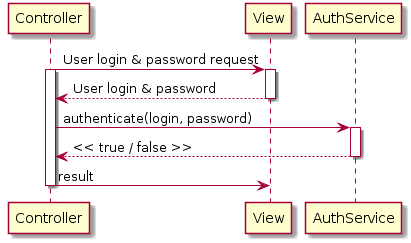 Controller View AuthService
User login & password request
User login & password
authenticate(login, password)
<< true / false >>
result
Controller View AuthService